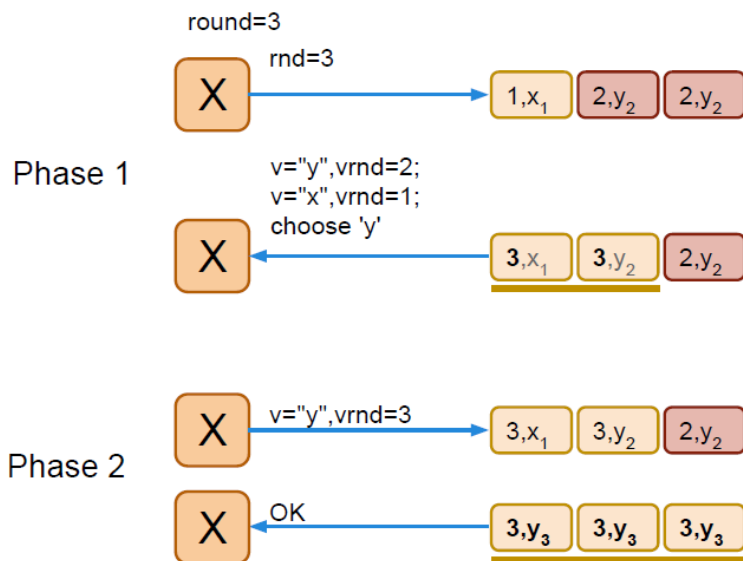 round=3
rnd=3
X
1,x₁ 2,y₂ 2,y₂
Phase 1
v="y",vrnd=2;
v="x",vrnd=1;
choose 'y'
X
3,x₁ 3,y₂ 2,y₂
v="y",vrnd=3
X
3,x₁ 3,y₂ 2,y₂
Phase 2
OK
X
3,y₃ 3,y₃ 3,y₃